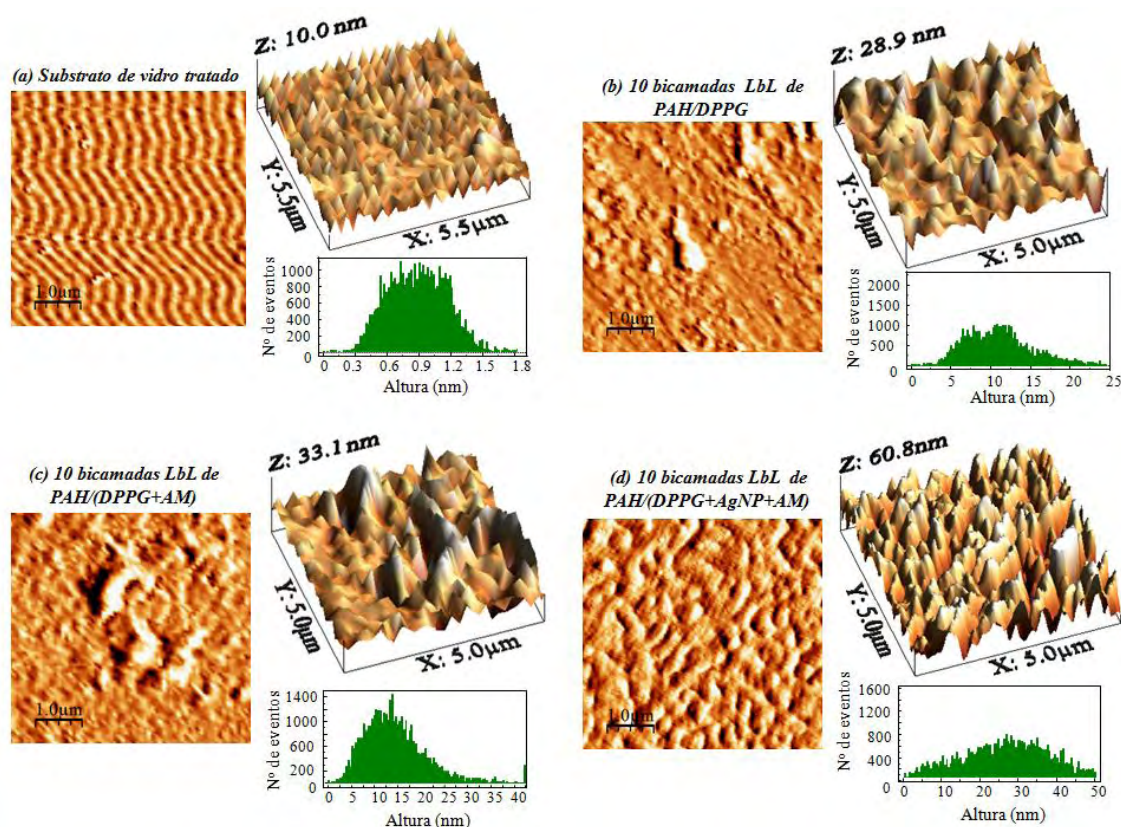 (a) Substrato de vidro tratado
1.0µm
Z: 10.0 nm
Y: 5.5µm
X: 5.5µm
Nº de eventos
1000
800
600
400
200
0
0 0.3 0.6 0.9 1.2 1.5 1.8
Altura (nm)
(b) 10 bicamadas LbL de
PAH/DPPG
1.0µm
Z: 28.9 nm
Y: 5.0µm
X: 5.0µm
Nº de eventos
2000
1500
1000
500
0
0 5 10 15 20 25
Altura (nm)
(c) 10 bicamadas LbL de
PAH/(DPPG+AM)
1.0µm
Z: 33.1 nm
Y: 5.0µm
X: 5.0µm
Nº de eventos
1400
1000
600
200
0
0 5 10 15 20 25 30 35 40
Altura (nm)
(d) 10 bicamadas LbL de
PAH/(DPPG+AgNP+AM)
1.0µm
Z: 60.8nm
Y: 5.0µm
X: 5.0µm
Nº de eventos
1600
1200
800
400
0
0 10 20 30 40 50
Altura (nm)